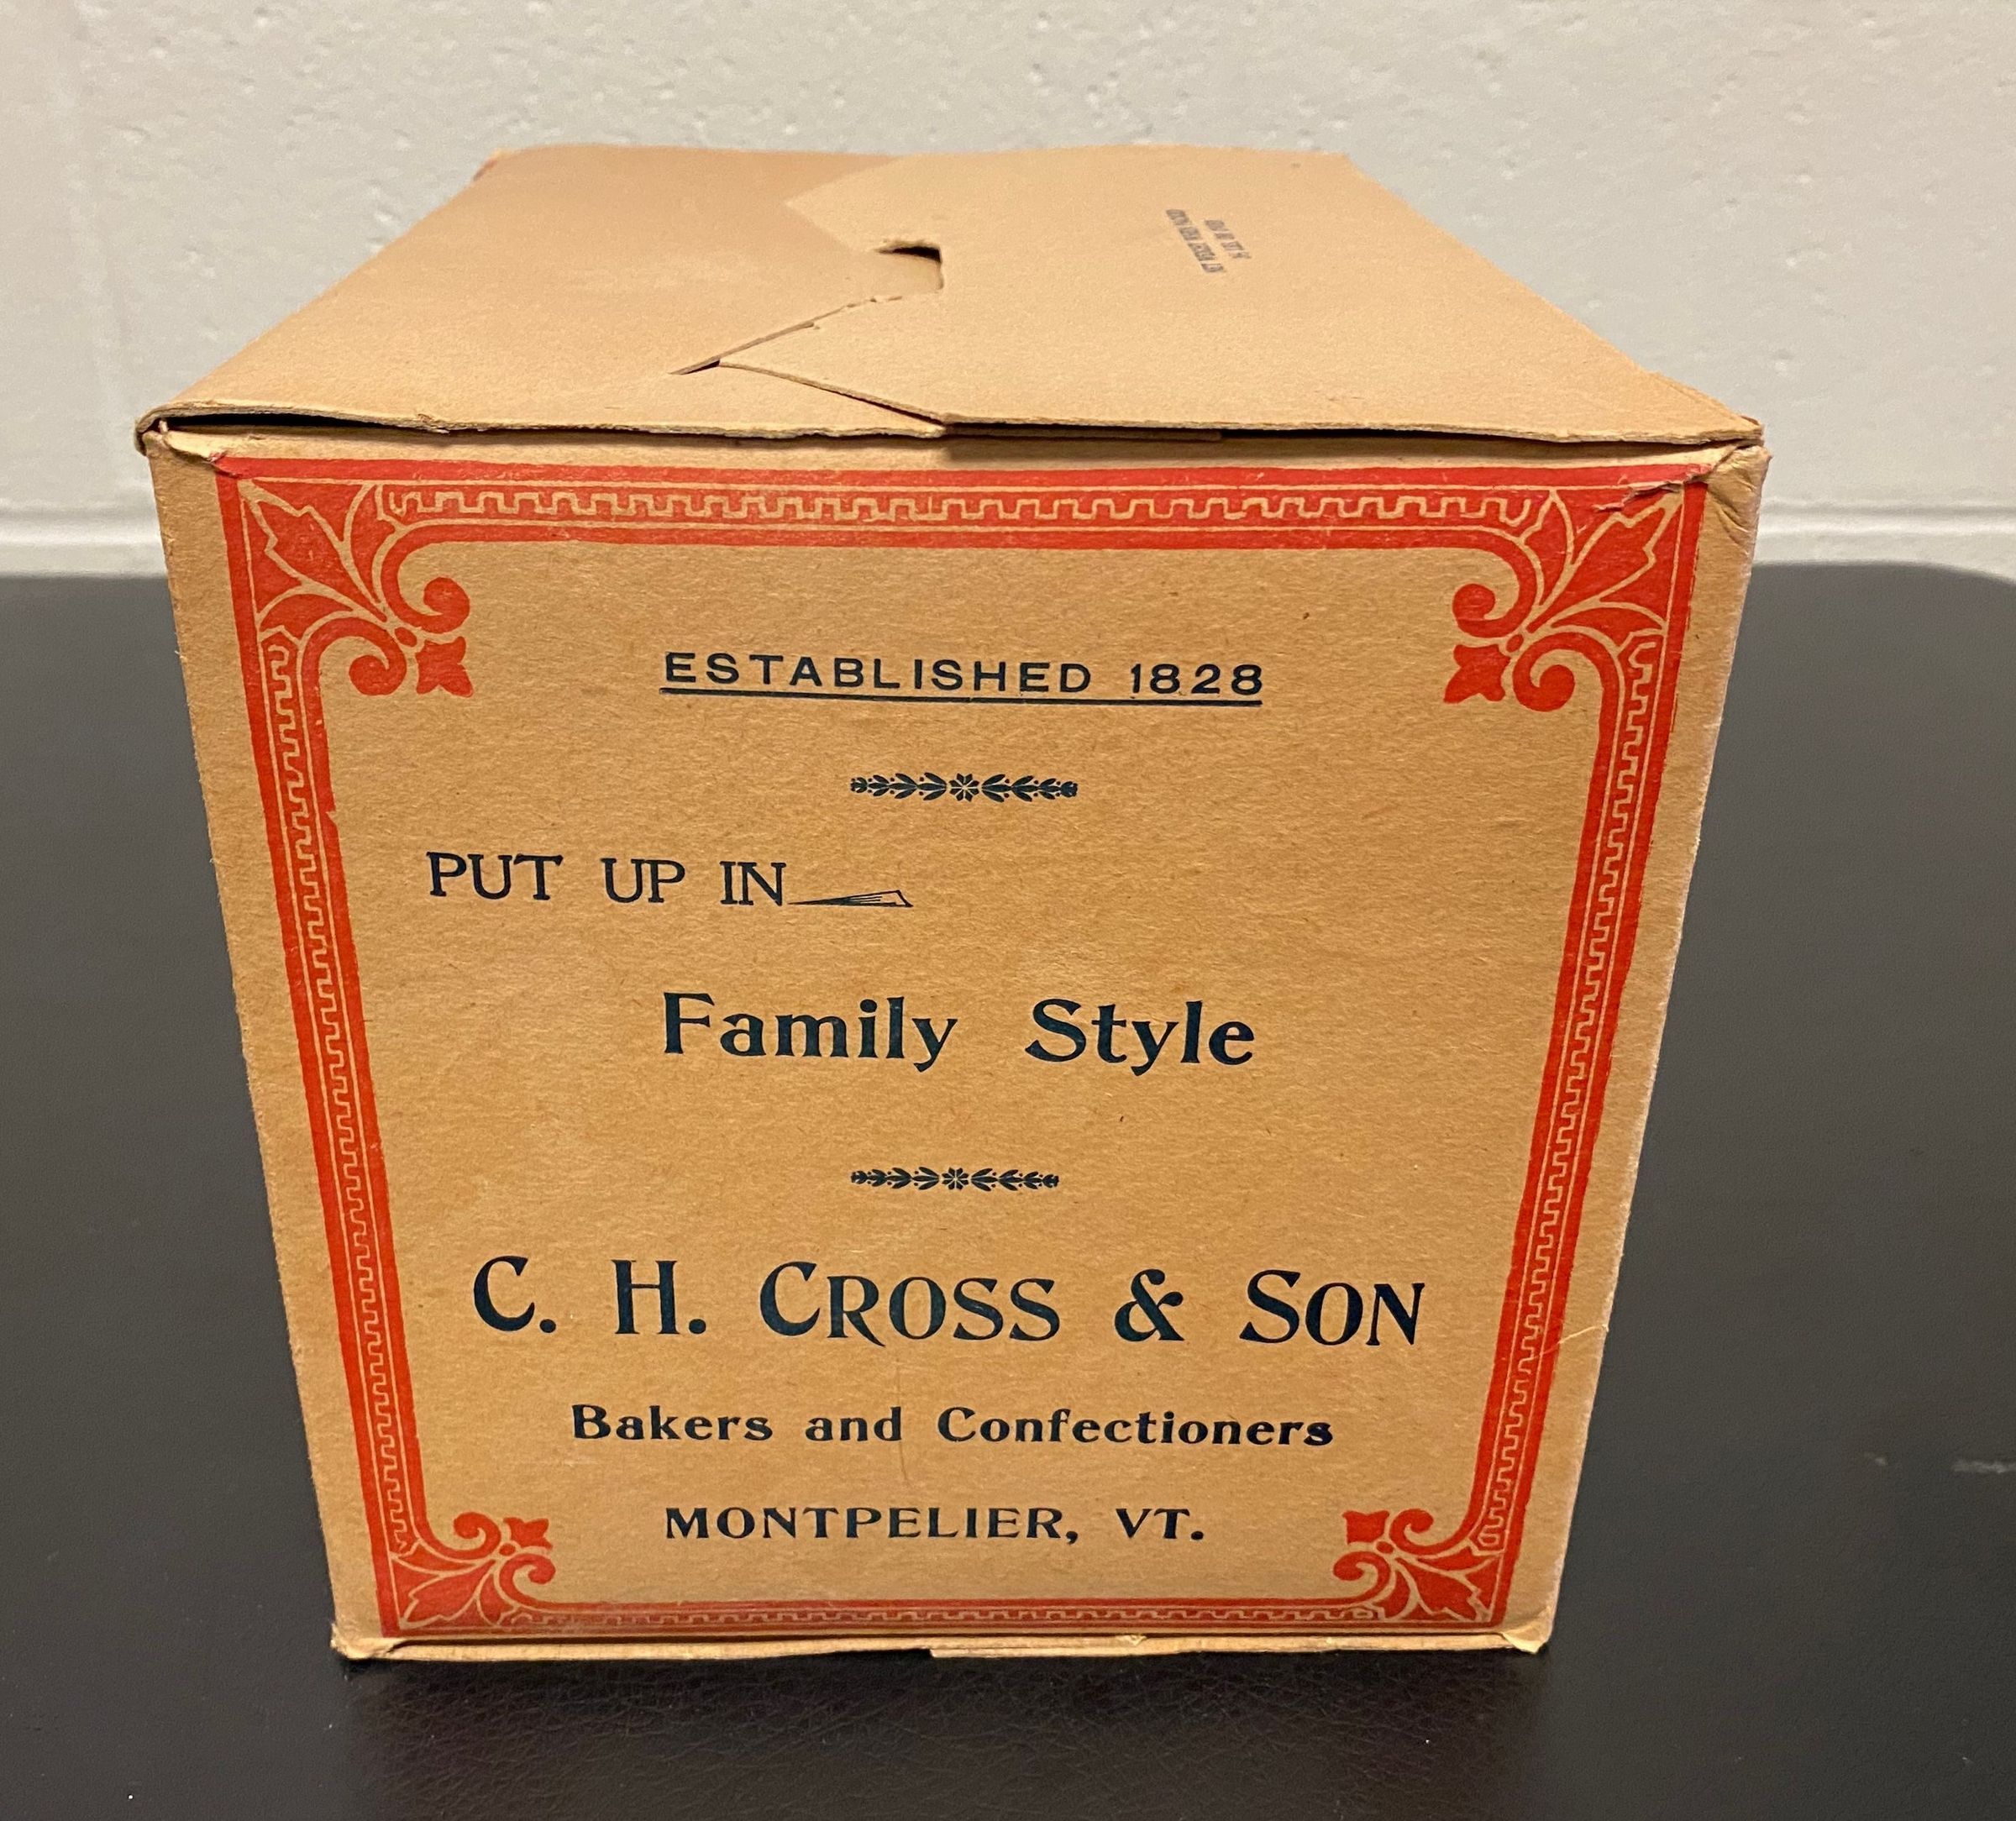 ESTABLISHED 1828
PUT UP IN
Family Style
C. H. CROSS & SON
Bakers and Confectioners
MONTPELIER, VT.